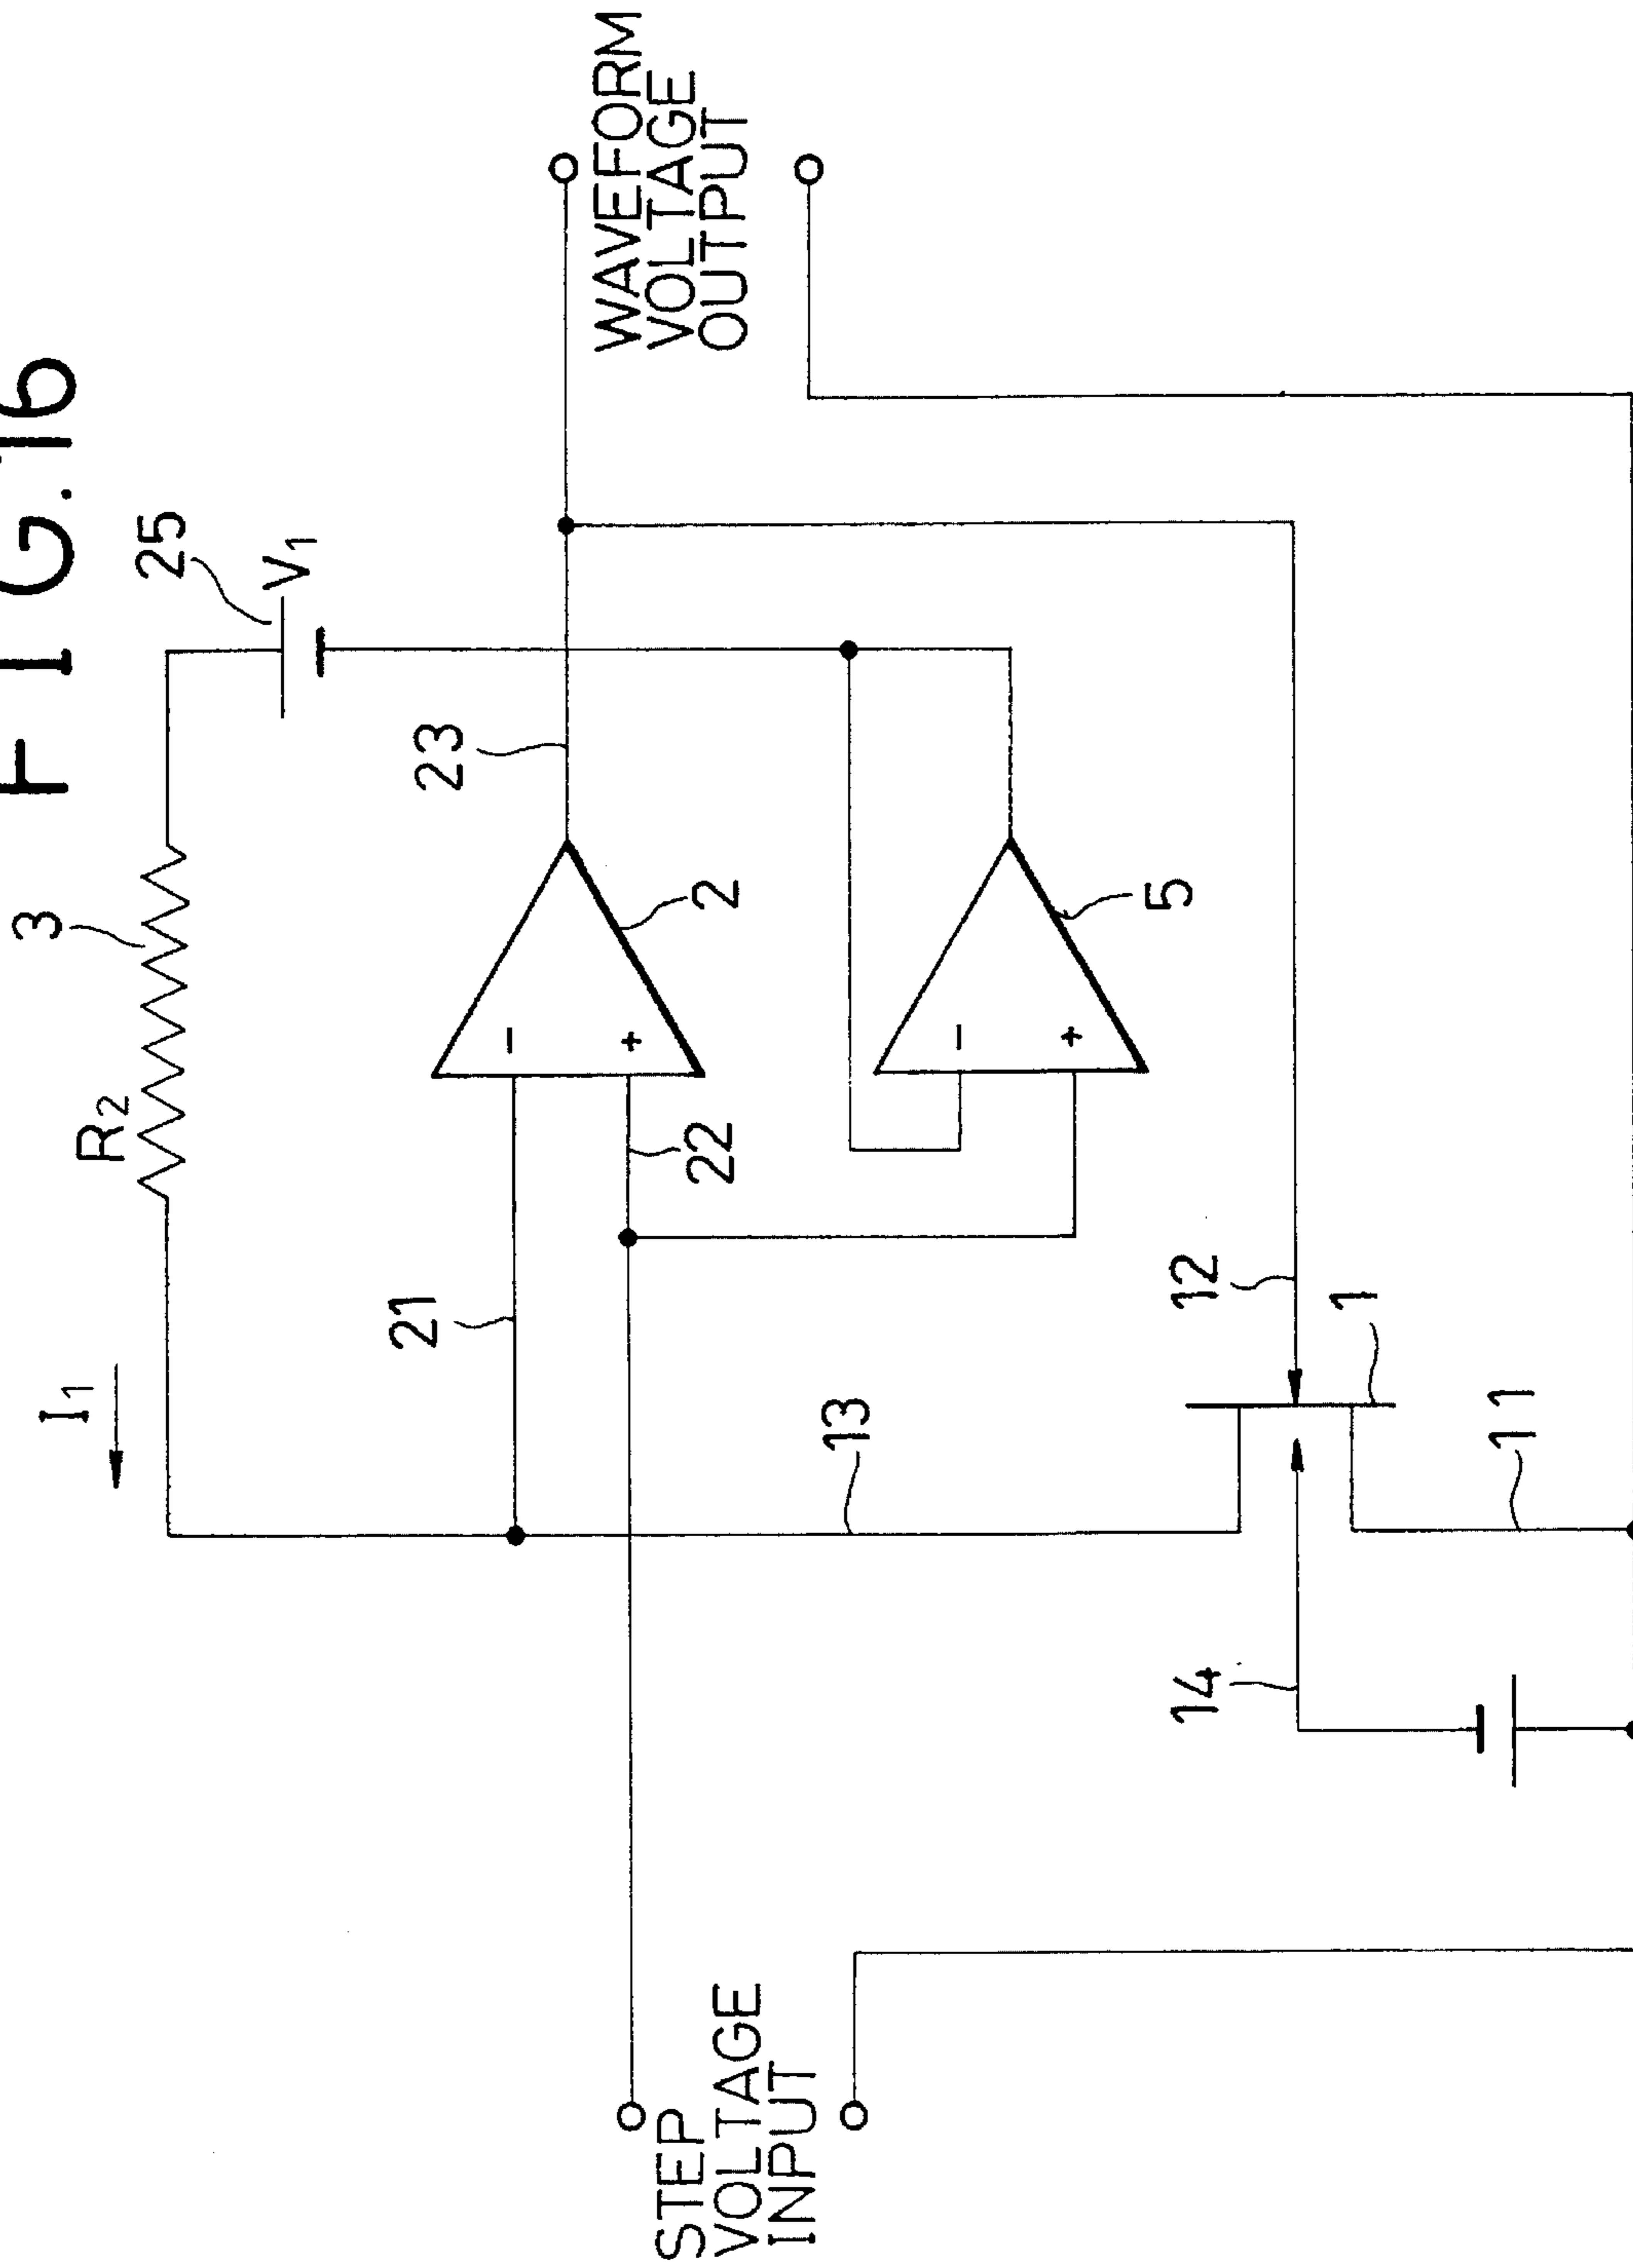 FIG.16
3
R2
I1
25
V1
23
21
2
-
+
22
WAVEFORM
VOLTAGE
OUTPUT
5
-
+
13
12
1
14
11
STEP
VOLTAGE
INPUT